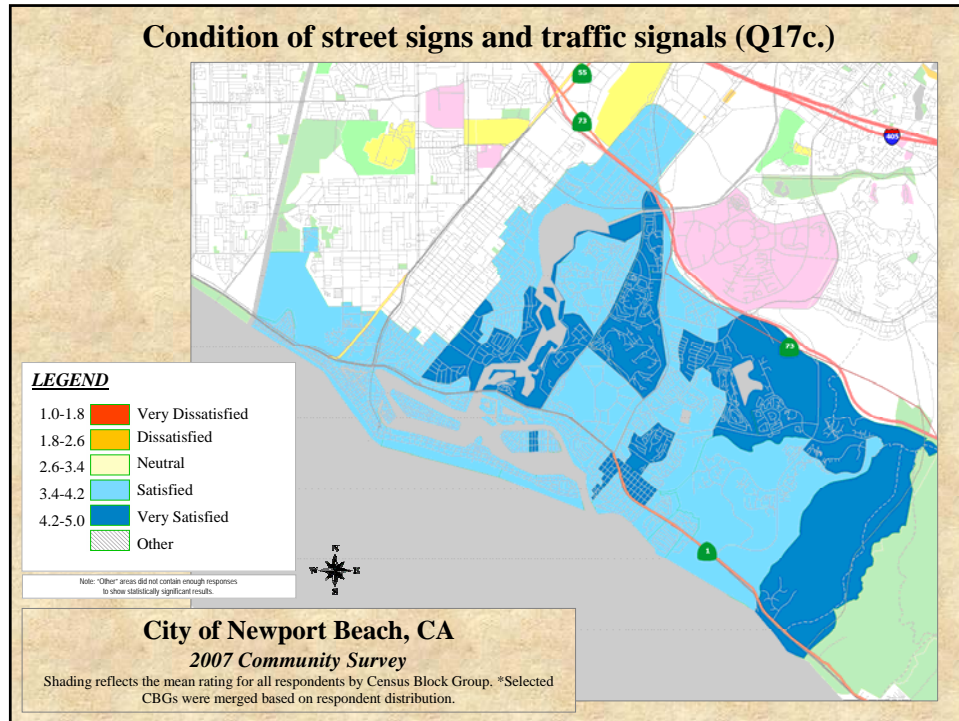 Condition of street signs and traffic signals (Q17c.)
55
73
405
73
1
LEGEND
1.0-1.8 Very Dissatisfied
1.8-2.6 Dissatisfied
2.6-3.4 Neutral
3.4-4.2 Satisfied
4.2-5.0 Very Satisfied
Other
N
W E
Note: "Other" areas did not contain enough responses
to show statistically significant results.
City of Newport Beach, CA
2007 Community Survey
Shading reflects the mean rating for all respondents by Census Block Group. *Selected
CBGs were merged based on respondent distribution.